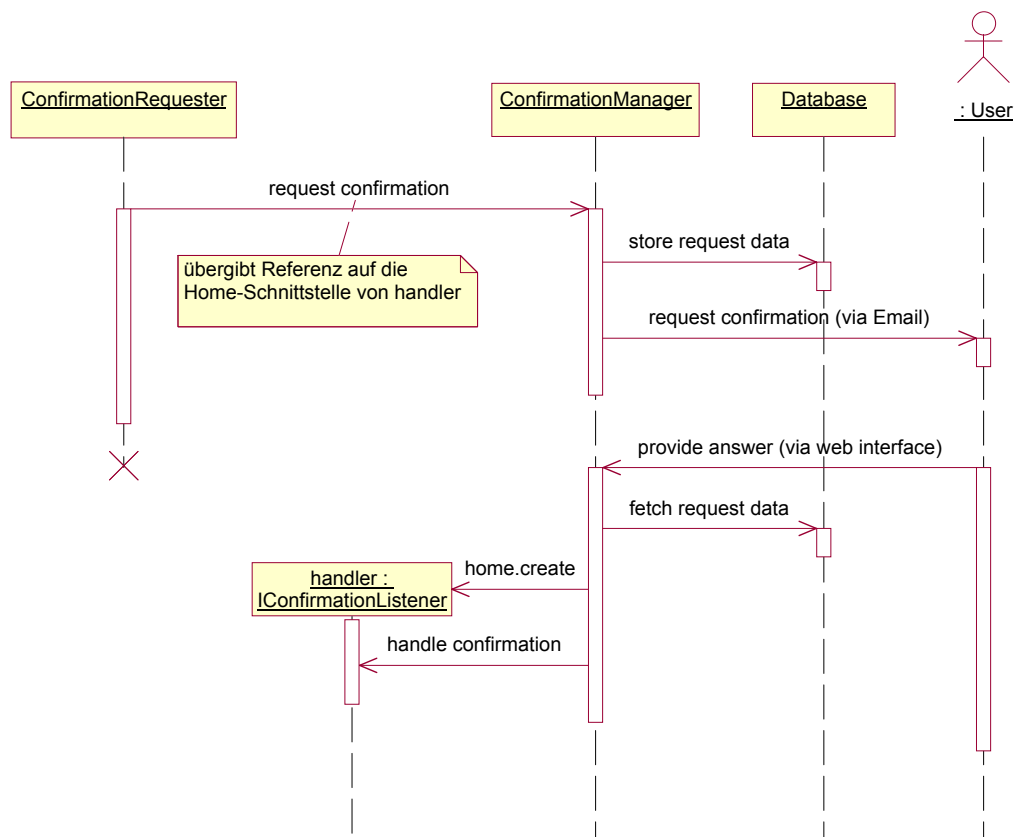 ConfirmationRequester
ConfirmationManager
Database
: User
request confirmation
übergibt Referenz auf die
Home-Schnittstelle von handler
store request data
request confirmation (via Email)
provide answer (via web interface)
fetch request data
home.create
handler :
IConfirmationListener
handle confirmation